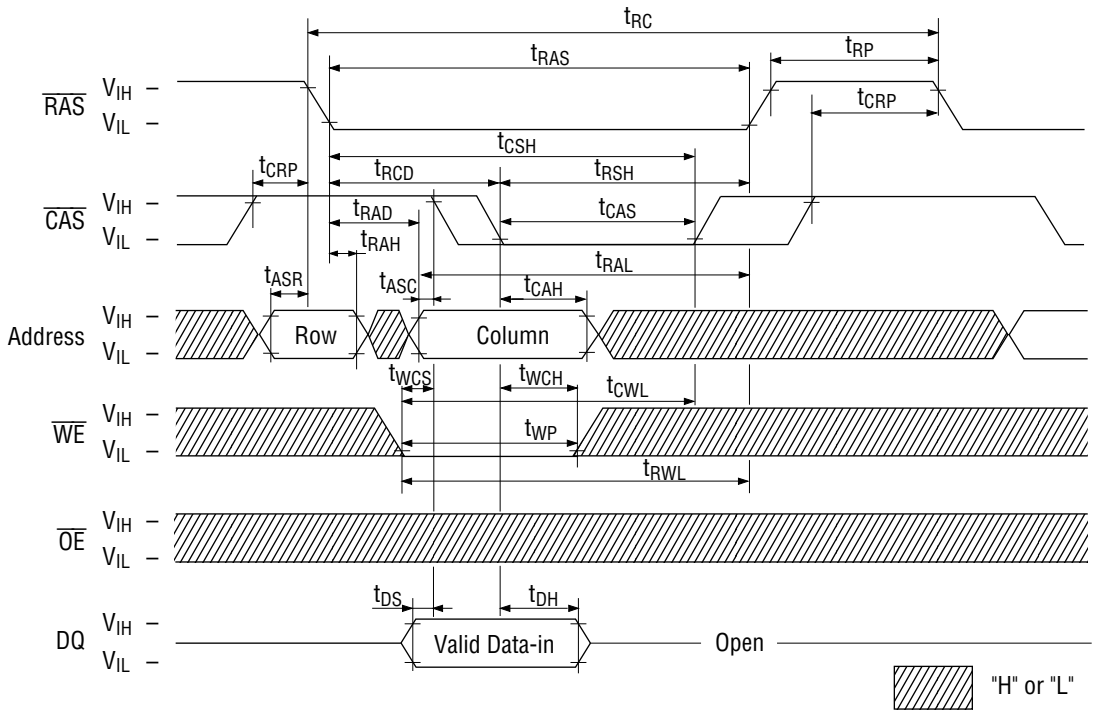 tRC
tRAS
tRP
RAS
VIH –
VIL –
tCRP
tCSH
tCRP
tRCD
tRSH
CAS
VIH –
VIL –
tRAD
tCAS
tRAH
tRAL
tASR
tASC
tCAH
Address
VIH –
VIL –
Row
Column
tWCS
tWCH
tCWL
WE
VIH –
VIL –
tWP
tRWL
OE
VIH –
VIL –
tDS
tDH
DQ
VIH –
VIL –
Valid Data-in
Open
"H" or "L"